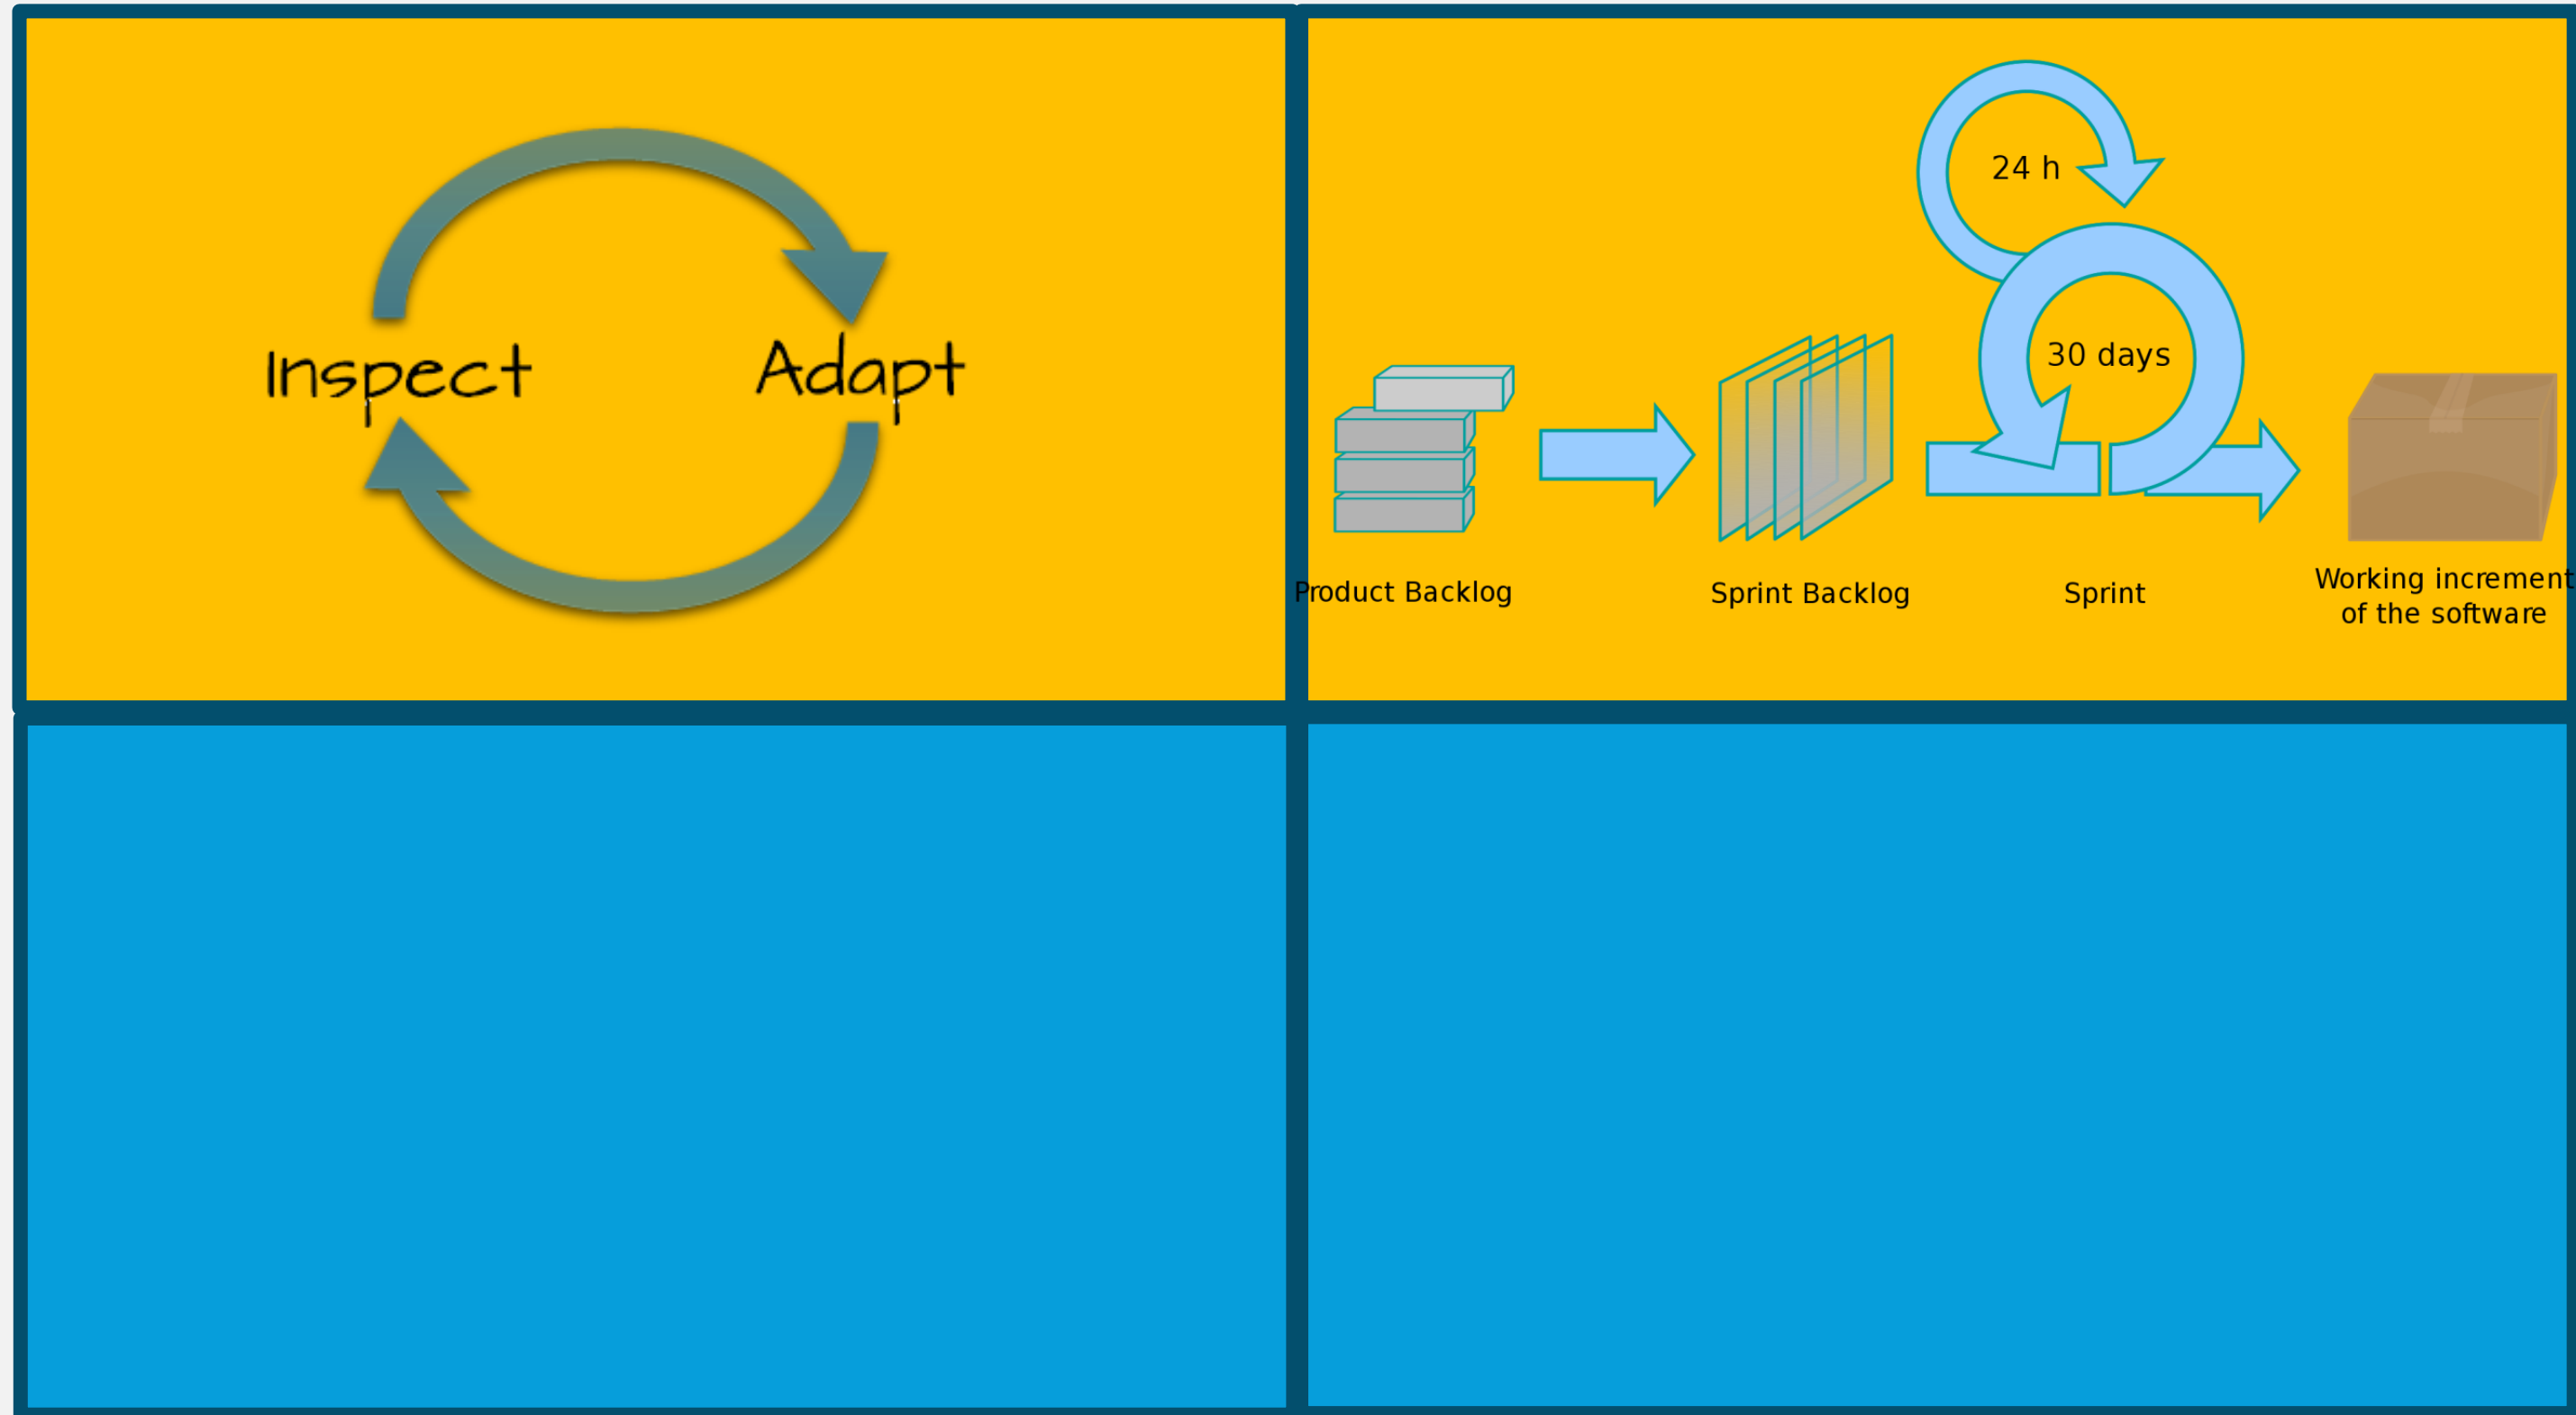 Inspect
Adapt
24 h
30 days
Product Backlog
Sprint Backlog
Sprint
Working increment
of the software